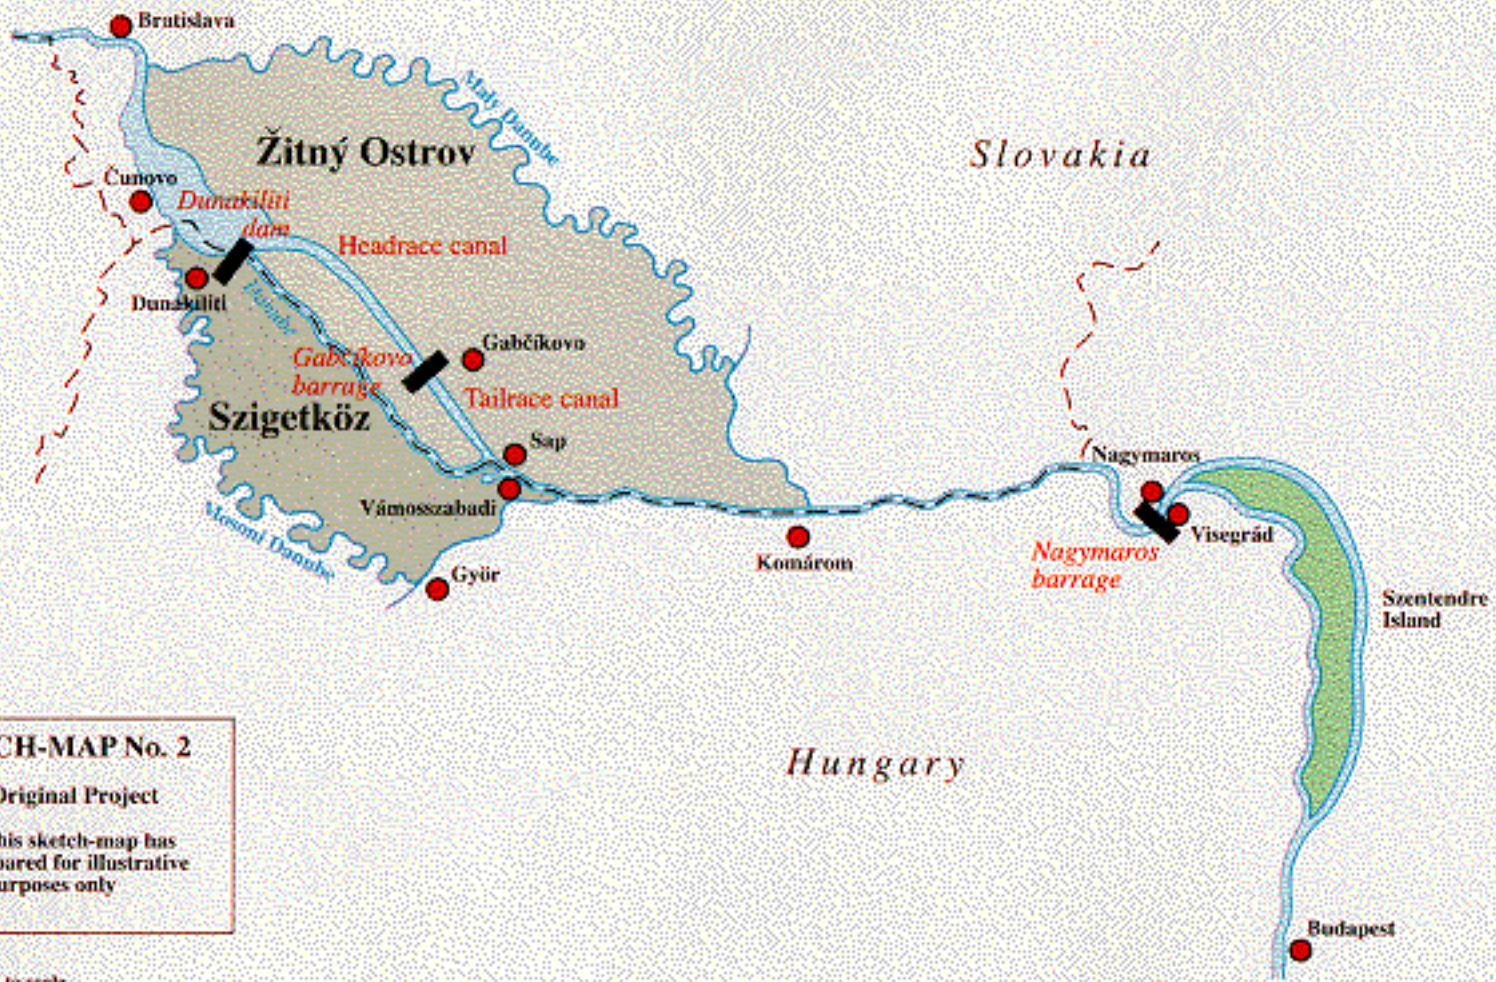 Bratislava
Maly Danube
Žitný Ostrov
Slovakia
Čunovo
Dunakiliti
dam
Headrace canal
Dunakiliti
Danube
Gabčíkovo
Gabčíkovo
barrage
Tailrace canal
Szigetköz
Sap
Nagymaros
Vámosszabadi
Visegrád
Mosoni Danube
Komárom
Nagymaros
barrage
Györ
Szentendre
Island
CH-MAP No. 2
Original Project
his sketch-map has
pared for illustrative
urposes only
Hungary
Budapest